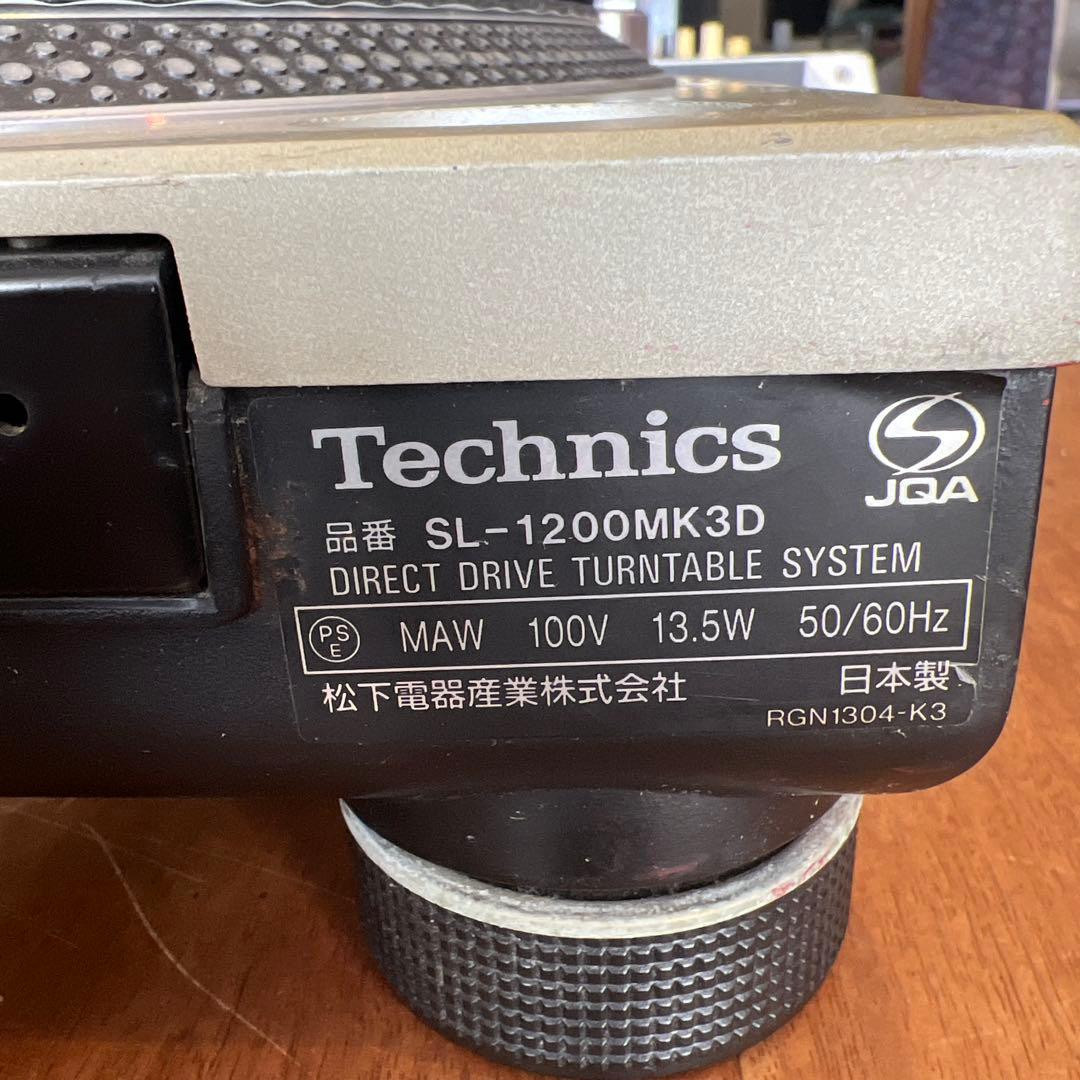 Technics
JQA
品番 SL-1200MK3D
DIRECT DRIVE TURNTABLE SYSTEM
PSE MAW 100V 13.5W 50/60Hz
松下電器産業株式会社 日本製
RGN1304-K3